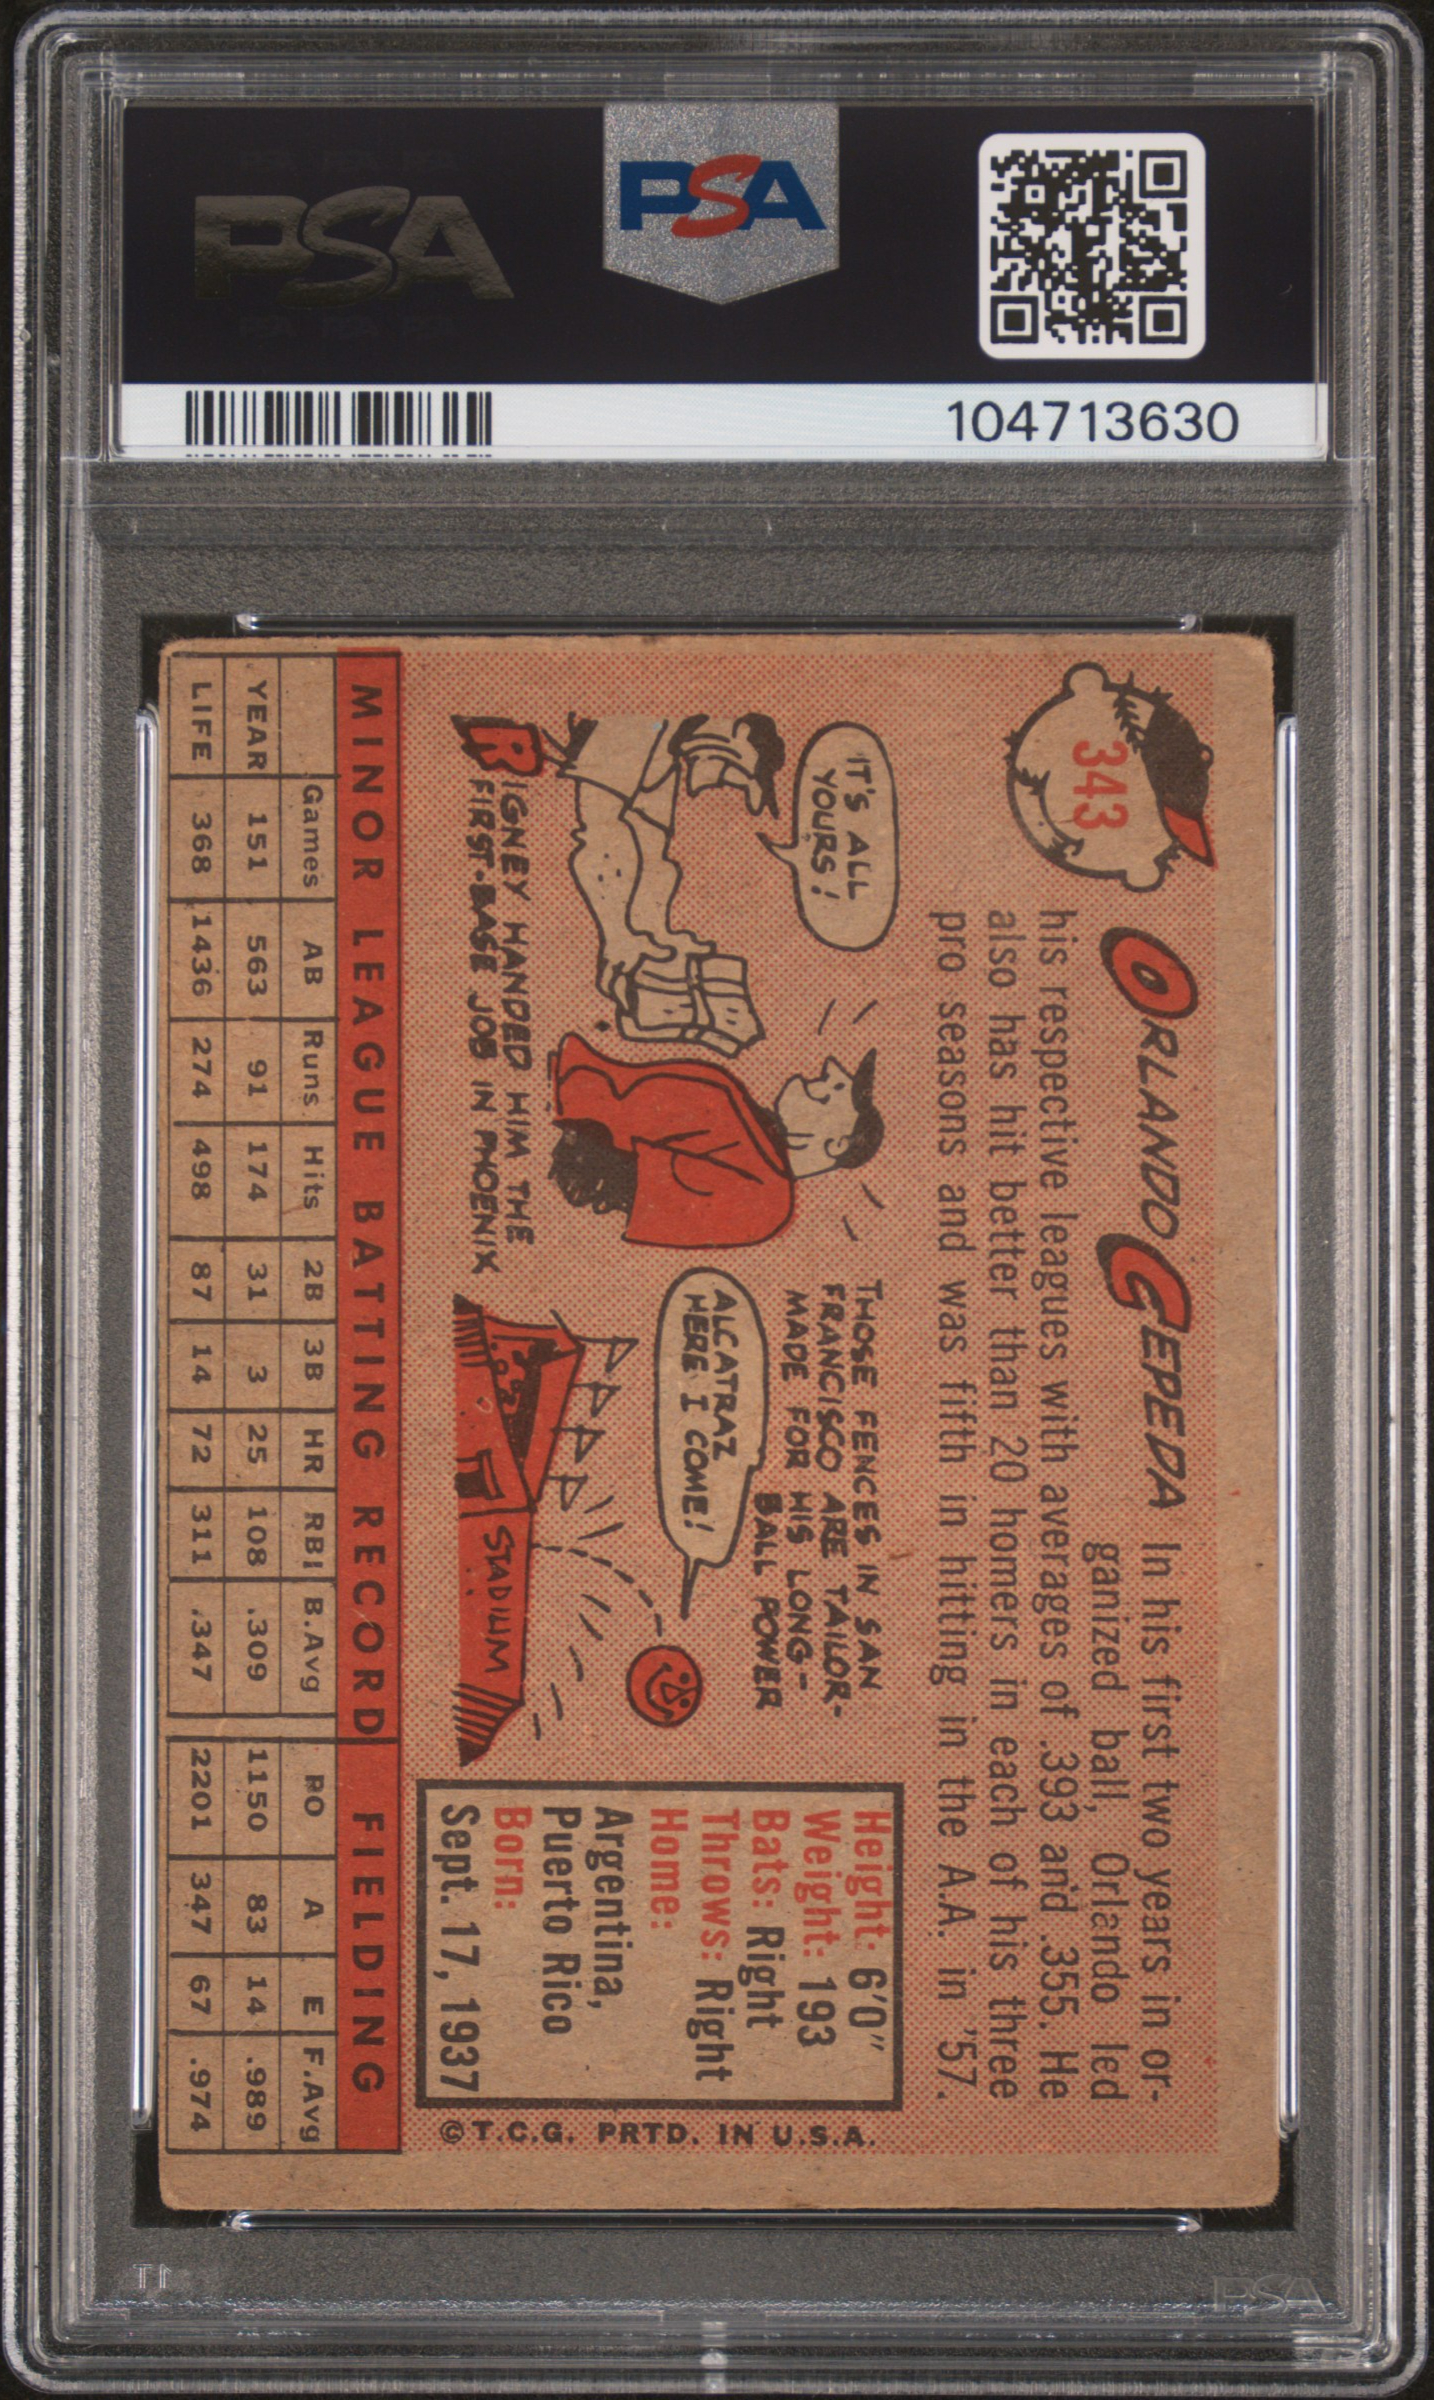 PSA
PSA
104713630
343
ORLANDO CEPEDA In his first two years in or-
ganized ball, Orlando led
his respective leagues with averages of .393 and .355. He
also has hit better than 20 homers in each of his three
pro seasons and was fifth in hitting in the A.A. in '57.
IT'S ALL
YOURS!
RIGNEY HANDED HIM THE
FIRST-BASE JOB IN PHOENIX
THOSE FENCES IN SAN
FRANCISCO ARE TAILOR-
MADE FOR HIS LONG-
BALL POWER
ALCATRAZ
HERE I COME!
STADIUM
Height: 6'0"
Weight: 193
Bats: Right
Throws: Right
Home:
Argentina,
Puerto Rico
Born:
Sept. 17, 1937
© T.C.G. PRTD. IN U.S.A.
MINOR LEAGUE BATTING RECORD FIELDING
Games AB Runs Hits 2B 3B HR RBI B.Avg PO A E F.Avg
YEAR 151 563 91 174 31 3 25 108 .309 1150 83 14 .989
LIFE 368 1436 274 498 87 14 72 311 .347 2201 347 67 .974
PSA